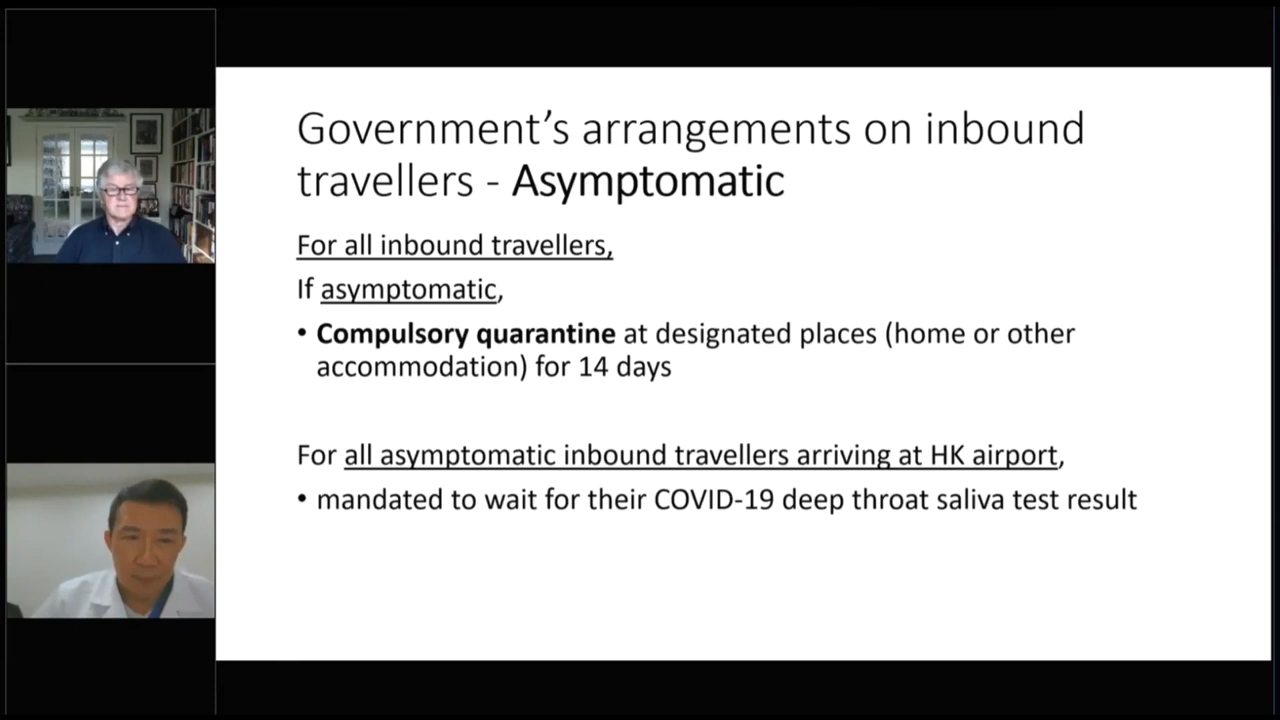 Government’s arrangements on inbound
travellers - Asymptomatic
For all inbound travellers,
If asymptomatic,
• Compulsory quarantine at designated places (home or other
accommodation) for 14 days
For all asymptomatic inbound travellers arriving at HK airport,
• mandated to wait for their COVID-19 deep throat saliva test result